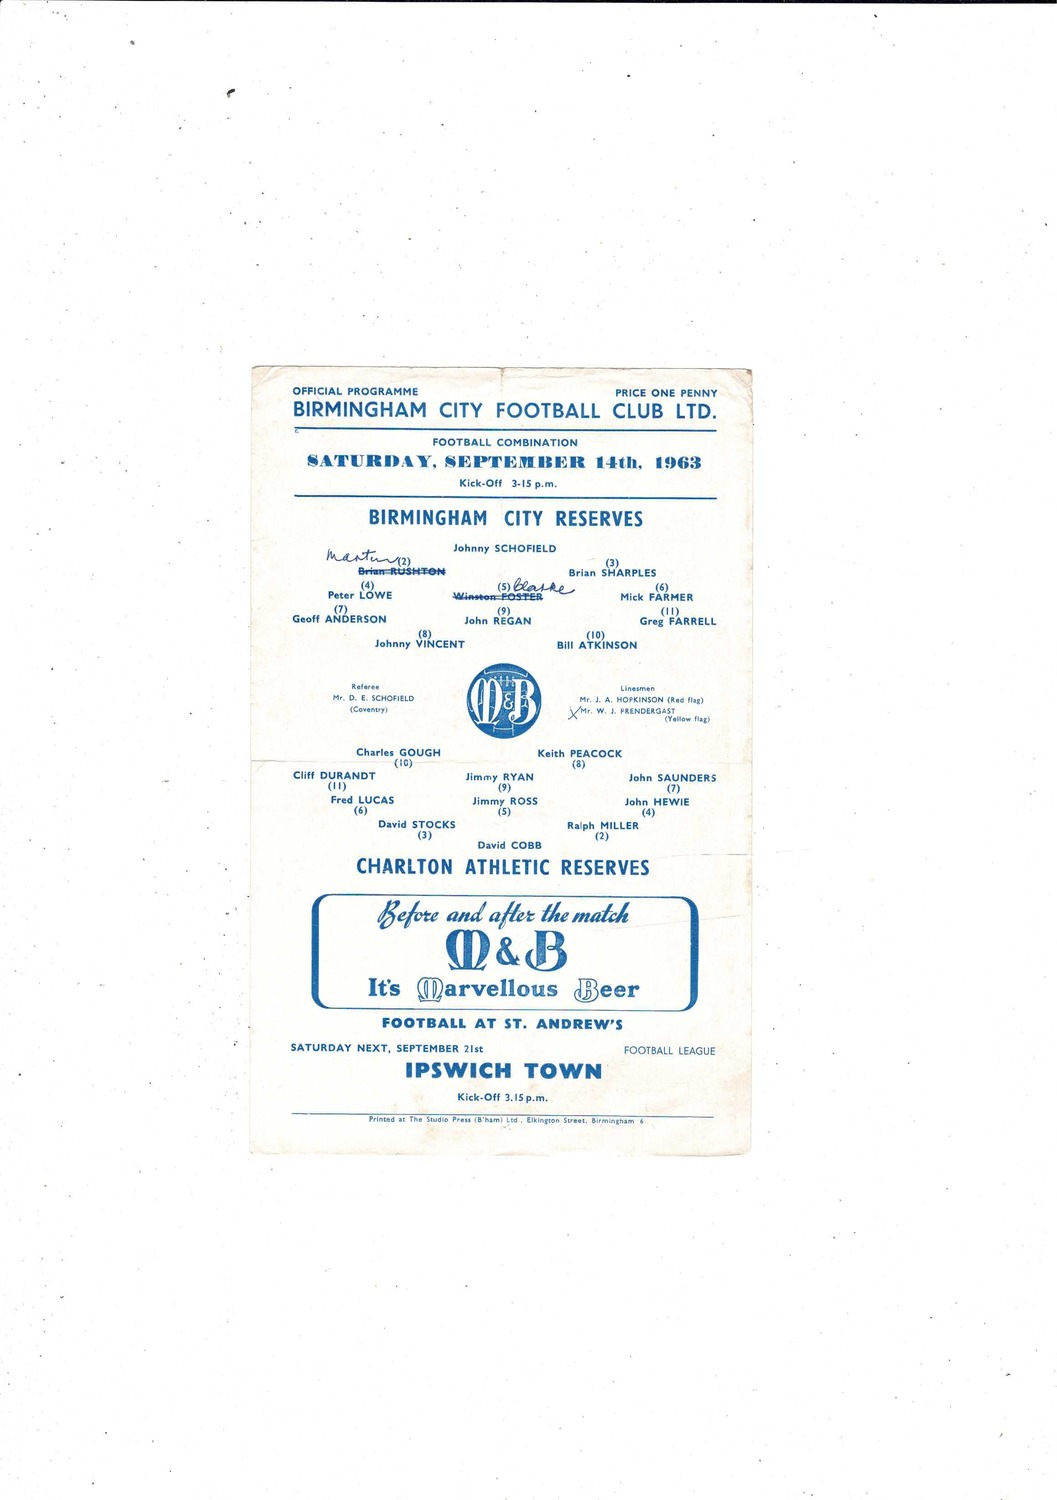 OFFICIAL PROGRAMME PRICE ONE PENNY
BIRMINGHAM CITY FOOTBALL CLUB LTD.
FOOTBALL COMBINATION
SATURDAY, SEPTEMBER 14th, 1963
Kick-Off 3-15 p.m.
BIRMINGHAM CITY RESERVES
Johnny SCHOFIELD
Martin (2) (3)
Brian RUSHTON Brian SHARPLES
(4) (5) (6)
Peter LOWE Winston FOSTER Mick FARMER
(7) (9) (11)
Geoff ANDERSON John REGAN Greg FARRELL
(8) (10)
Johnny VINCENT Bill ATKINSON
Referee Linesmen
Mr. D. E. SCHOFIELD M&B Mr. J. A. HOPKINSON (Red flag)
(Coventry) Mr. W. J. PRENDERGAST
(Yellow flag)
Charles GOUGH Keith PEACOCK
(10) (8)
Cliff DURANDT Jimmy RYAN John SAUNDERS
(11) (9) (7)
Fred LUCAS Jimmy ROSS John HEWIE
(6) (5) (4)
David STOCKS Ralph MILLER
(3) (2)
David COBB
CHARLTON ATHLETIC RESERVES
Before and after the match
M&B
It's Marvellous Beer
FOOTBALL AT ST. ANDREW'S
SATURDAY NEXT, SEPTEMBER 21st FOOTBALL LEAGUE
IPSWICH TOWN
Kick-Off 3.15 p.m.
Printed at The Studio Press (B'ham) Ltd., Elkington Street, Birmingham 6